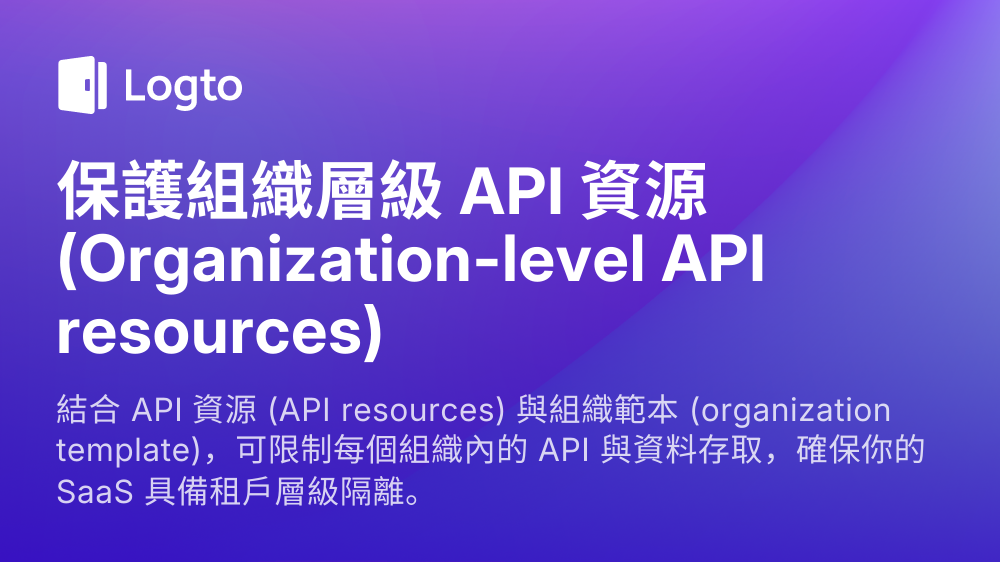 Logto
保護組織層級 API 資源
(Organization-level API
resources)
結合 API 資源 (API resources) 與組織範本 (organization
template)，可限制每個組織內的 API 與資料存取，確保你的
SaaS 具備租戶層級隔離。